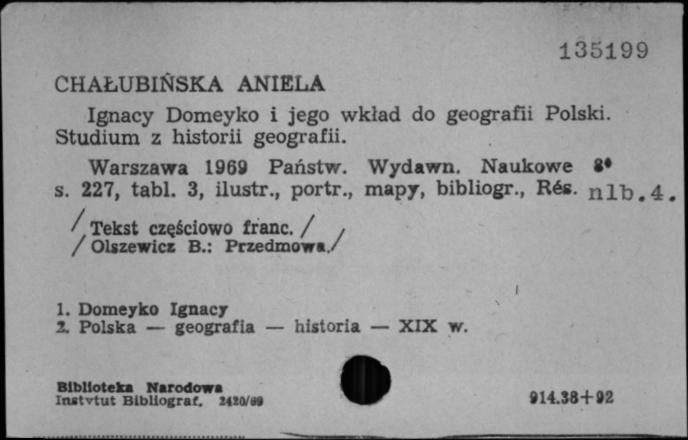 135199
CHAŁUBIŃSKA ANIELA
Ignacy Domeyko i jego wkład do geografii Polski.
Studium z historii geografii.
Warszawa 1969 Państw. Wydawn. Naukowe 8°
s. 227, tabl. 3, ilustr., portr., mapy, bibliogr., Rés. nlb.4.
/Tekst częściowo franc./
/Olszewicz B.: Przedmowa./
1. Domeyko Ignacy
2. Polska — geografia — historia — XIX w.
Biblioteka Narodowa
Instytut Bibliograf. 2420/69
914.38+92